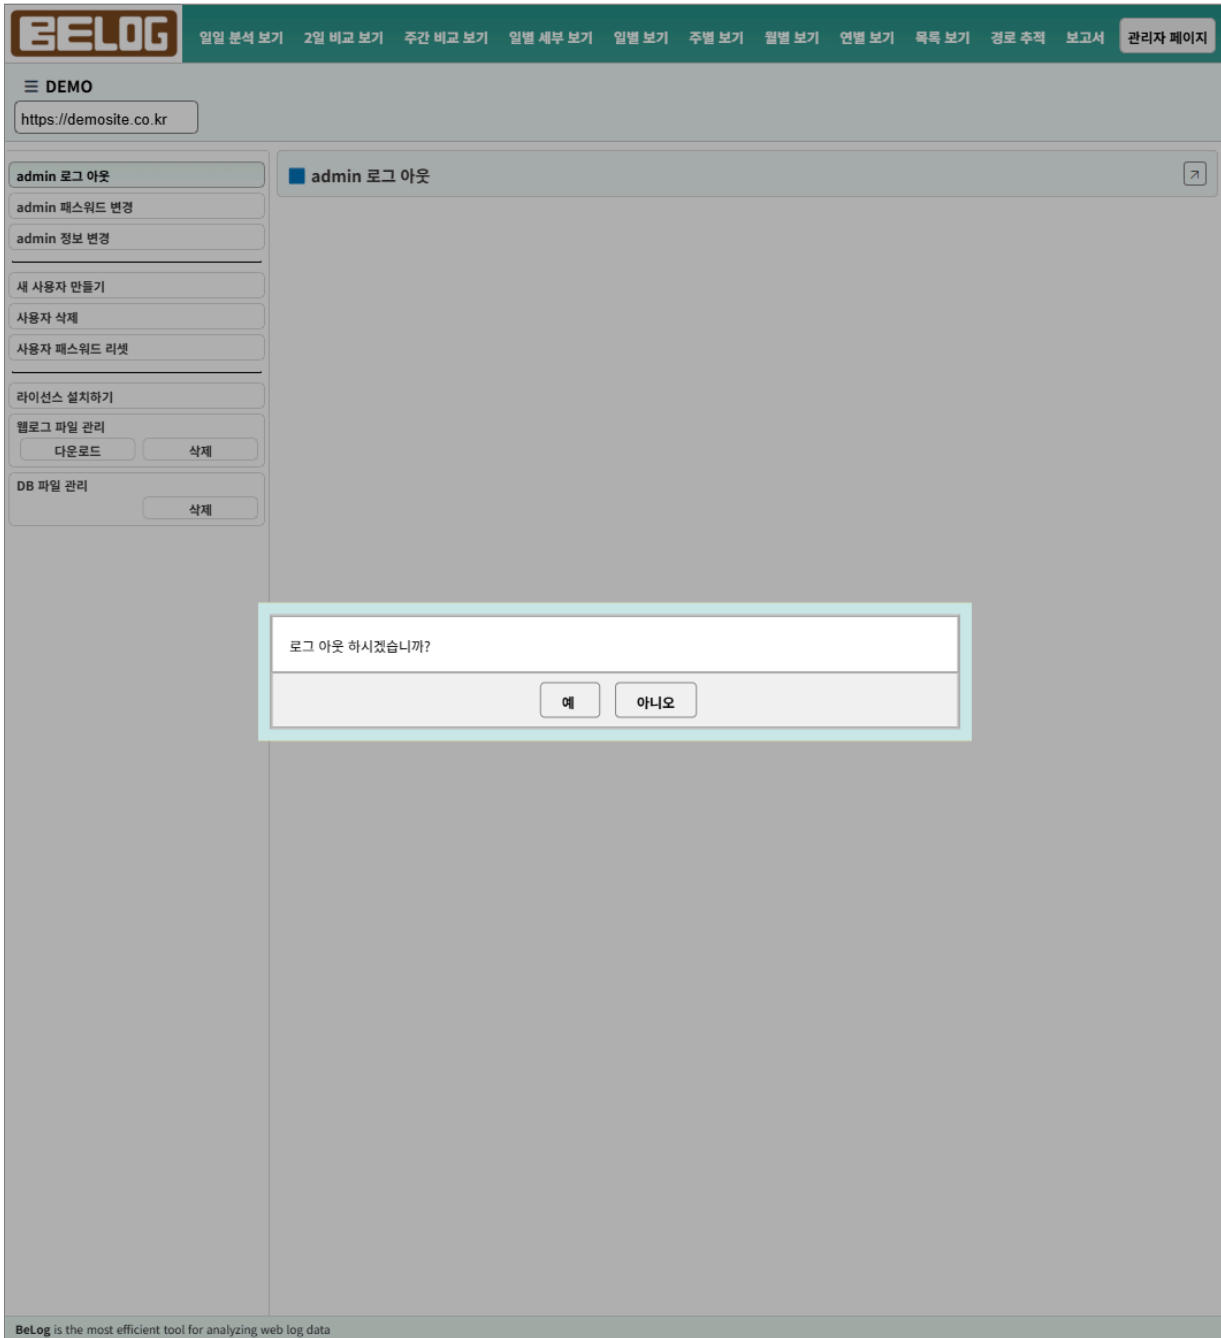 BELOG
일일 분석 보기 2일 비교 보기 주간 비교 보기 일별 세부 보기 일별 보기 주별 보기 월별 보기 연별 보기 목록 보기 경로 추적 보고서 관리자 페이지
☰ DEMO
https://demosite.co.kr
admin 로그 아웃
admin 패스워드 변경
admin 정보 변경
새 사용자 만들기
사용자 삭제
사용자 패스워드 리셋
라이선스 설치하기
웹로그 파일 관리
다운로드 삭제
DB 파일 관리
삭제
admin 로그 아웃
로그 아웃 하시겠습니까?
예 아니오
BeLog is the most efficient tool for analyzing web log data